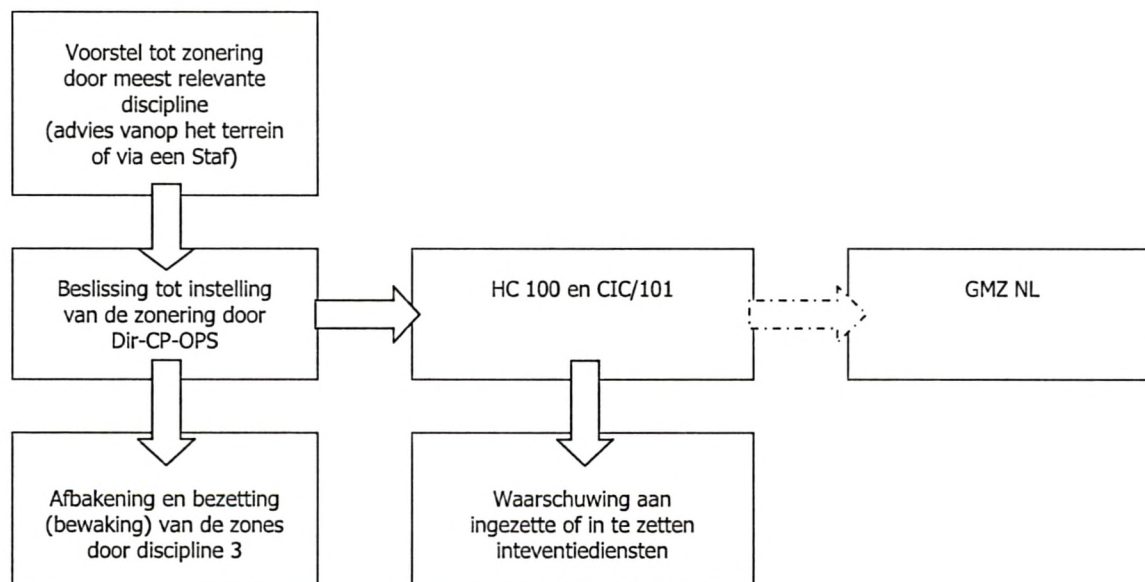 Voorstel tot zonering
door meest relevante
discipline
(advies vanop het terrein
of via een Staf)
Beslissing tot instelling
van de zonering door
Dir-CP-OPS
HC 100 en CIC/101
GMZ NL
Afbakening en bezetting
(bewaking) van de zones
door discipline 3
Waarschuwing aan
ingezette of in te zetten
inteventiediensten